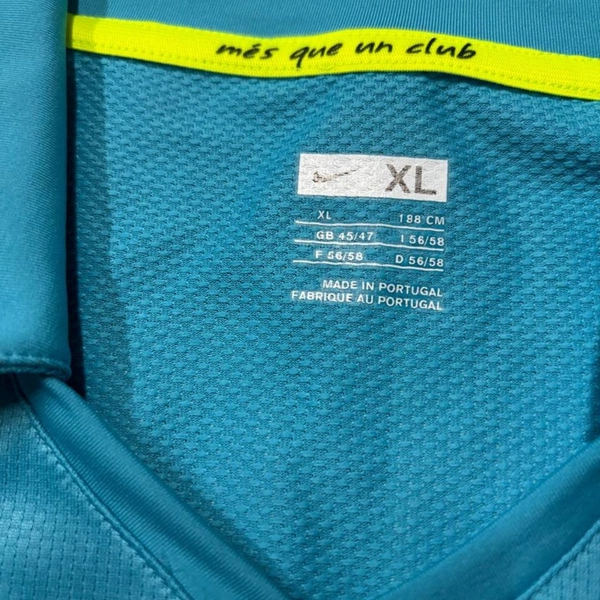 més que un club
XL
XL 188 CM
GB 45/47 I 56/58
F 56/58 D 56/58
MADE IN PORTUGAL
FABRIQUE AU PORTUGAL